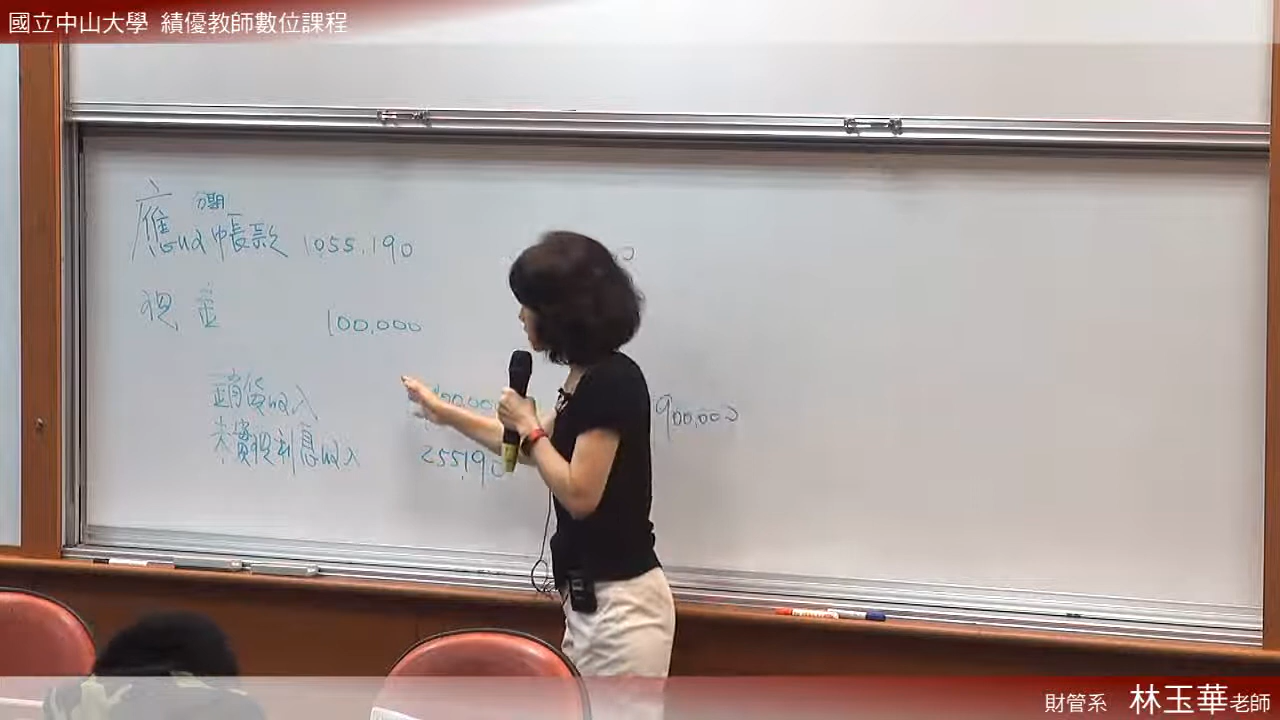 國立中山大學 績優教師數位課程
分期
應收帳款 1,055,190
現金 100,000
銷貨收入 900,000
未實現利息收入 255,190
財管系 林玉華老師